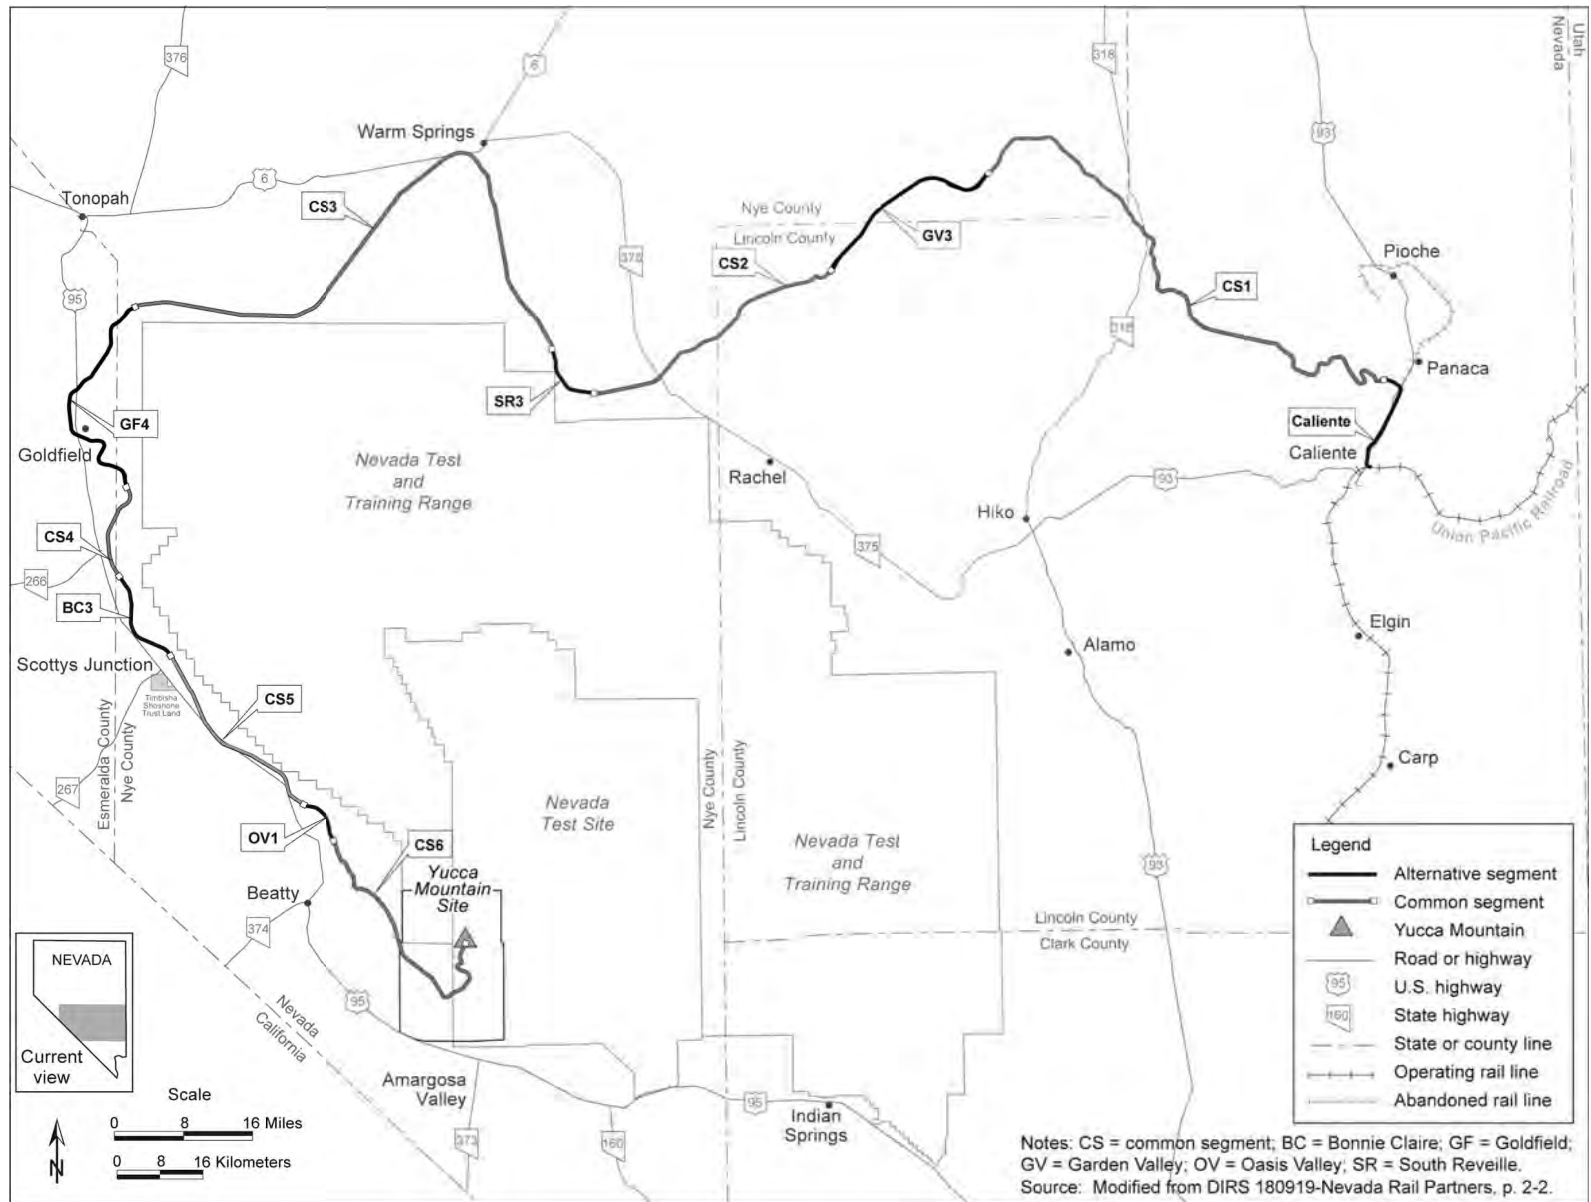 376
6
318
Utah
Nevada
93
Warm Springs
Tonopah
6
CS3
Nye County
Lincoln County
GV3
CS2
375
95
Pioche
CS1
318
Panaca
SR3
GF4
Goldfield
Caliente
Caliente
Nevada Test
and
Training Range
Rachel
93
Hiko
Union Pacific Railroad
CS4
375
266
BC3
Elgin
Alamo
Scottys Junction
Timbisha
Shoshone
Trust Land
CS5
Esmeralda County
Nye County
267
Nye County
Lincoln County
Carp
Nevada
Test Site
OV1
CS6
Nevada Test
and
Training Range
93
Yucca
Mountain
Site
Beatty
374
Lincoln County
Clark County
95
Nevada
California
NEVADA
Current
view
Scale
0 8 16 Miles
0 8 16 Kilometers
N
Amargosa
Valley
373
160
95
Indian
Springs
Legend
Alternative segment
Common segment
Yucca Mountain
Road or highway
95 U.S. highway
160 State highway
State or county line
Operating rail line
Abandoned rail line
Notes: CS = common segment; BC = Bonnie Claire; GF = Goldfield;
GV = Garden Valley; OV = Oasis Valley; SR = South Reveille.
Source: Modified from DIRS 180919-Nevada Rail Partners, p. 2-2.